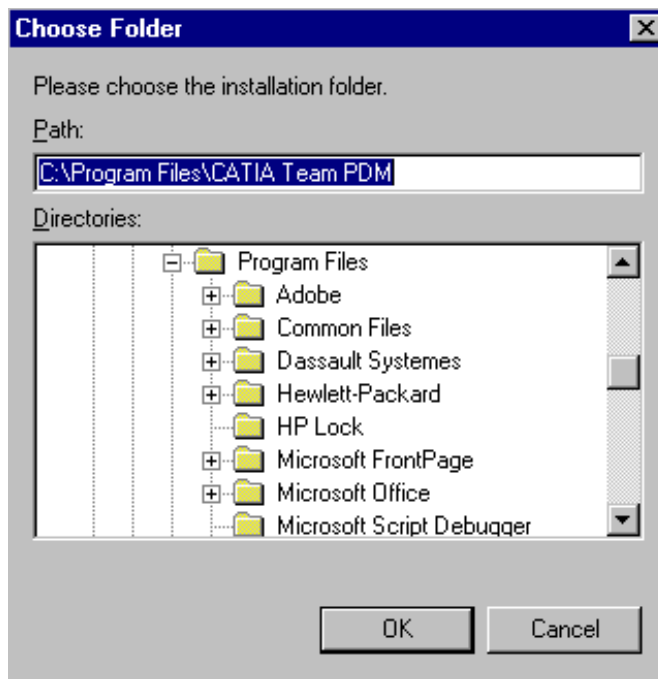 Choose Folder
Please choose the installation folder.
Path:
C:\Program Files\CATIA Team PDM
Directories:
Program Files
Adobe
Common Files
Dassault Systemes
Hewlett-Packard
HP Lock
Microsoft FrontPage
Microsoft Office
Microsoft Script Debugger
OK
Cancel